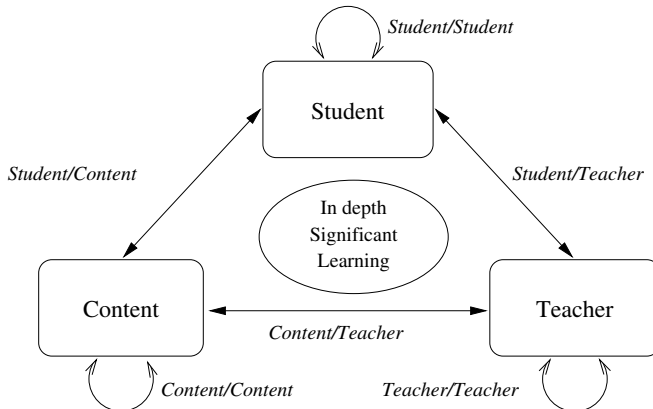 Student/Student
Student
Student/Content
Student/Teacher
In depth
Significant
Learning
Content
Teacher
Content/Teacher
Content/Content
Teacher/Teacher